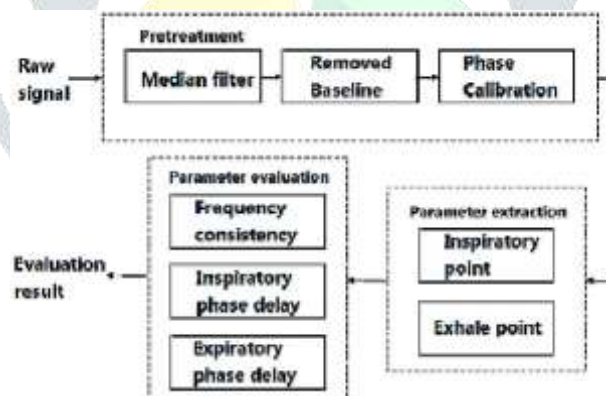 Pretreatment
Raw
signal
Median filter
Removed
Baseline
Phase
Calibration
Parameter evaluation
Frequency
consistency
Inspiratory
phase delay
Expiratory
phase delay
Evaluation
result
Parameter extraction
Inspiratory
point
Exhale point